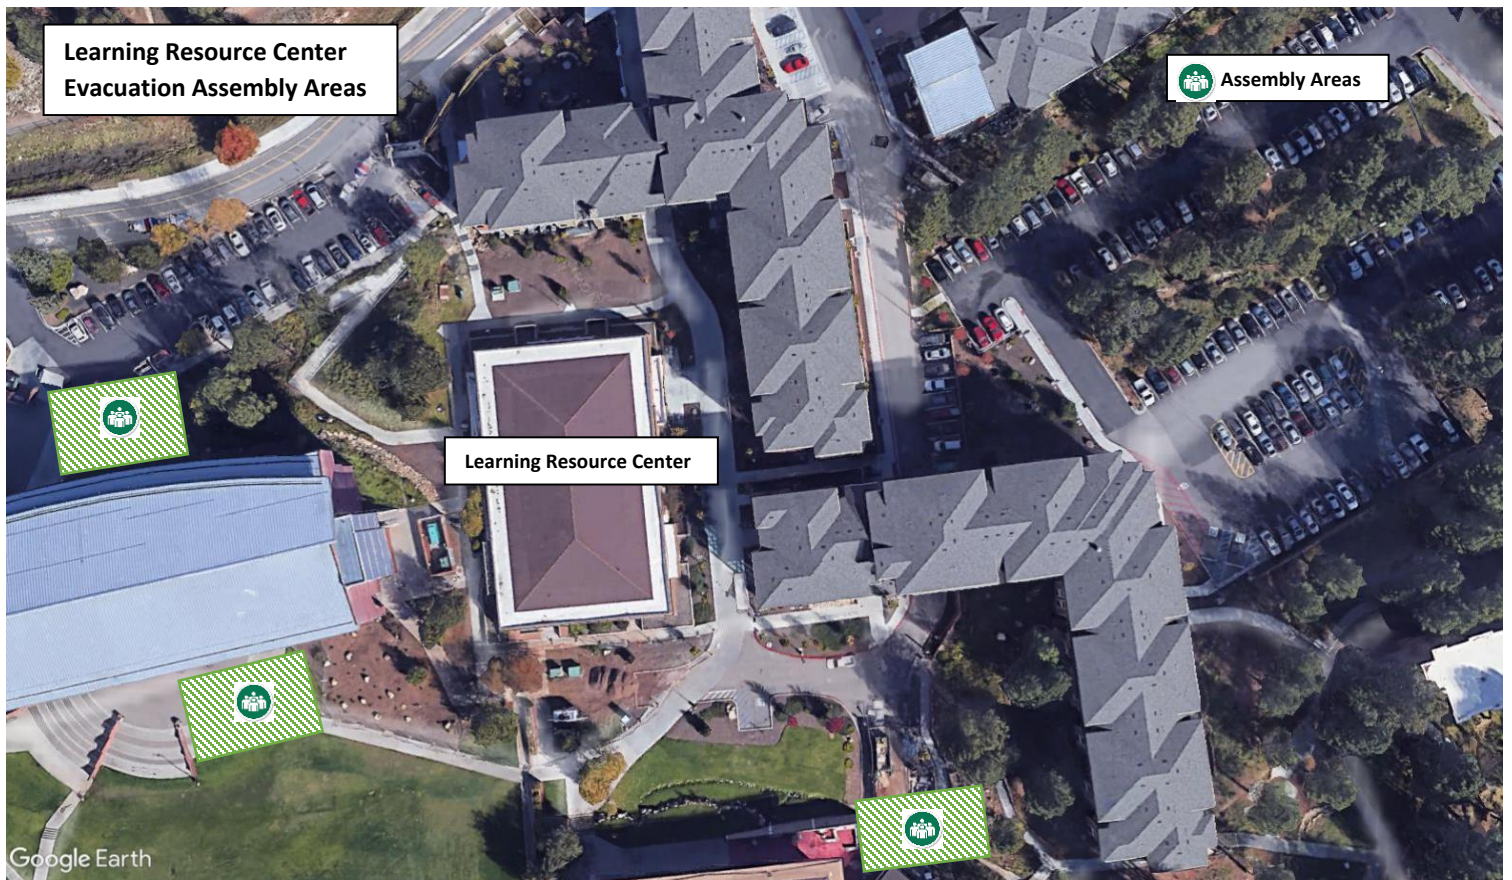 Learning Resource Center
Evacuation Assembly Areas
Assembly Areas
Learning Resource Center
Google Earth